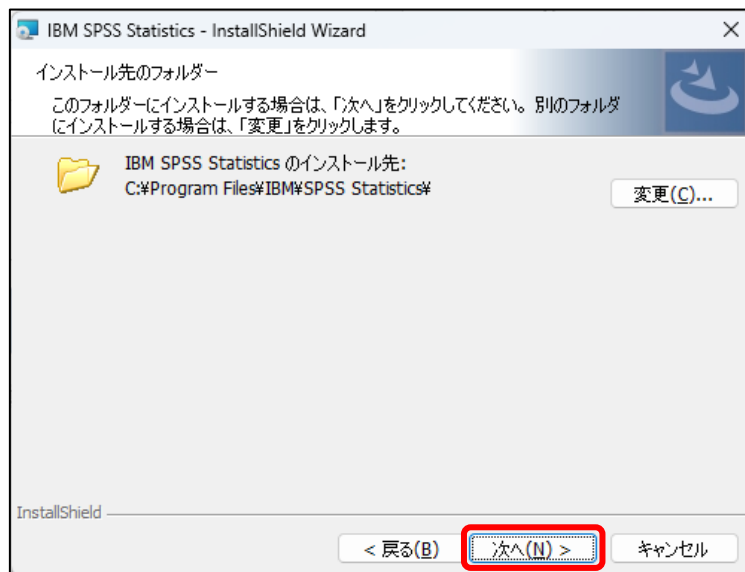 IBM SPSS Statistics - InstallShield Wizard
インストール先のフォルダー
このフォルダーにインストールする場合は、「次へ」をクリックしてください。別のフォルダ
にインストールする場合は、「変更」をクリックします。
IBM SPSS Statistics のインストール先:
C:¥Program Files¥IBM¥SPSS Statistics¥
変更(C)...
InstallShield
< 戻る(B)
次へ(N) >
キャンセル